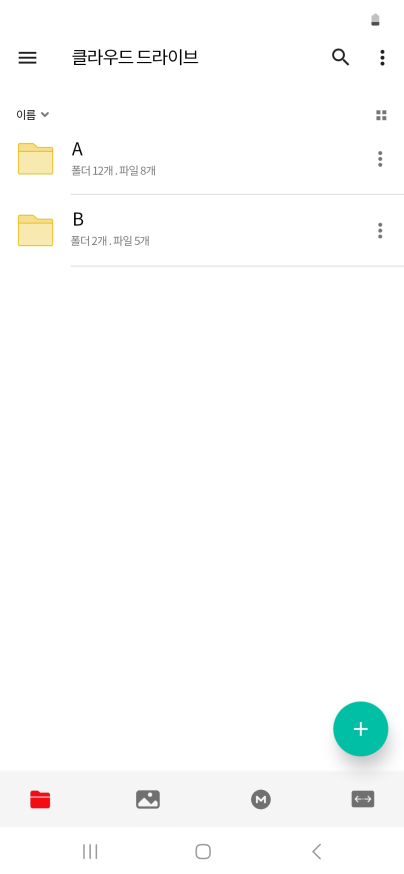 클라우드 드라이브
이름
A
폴더 12개 . 파일 8개
B
폴더 2개 . 파일 5개